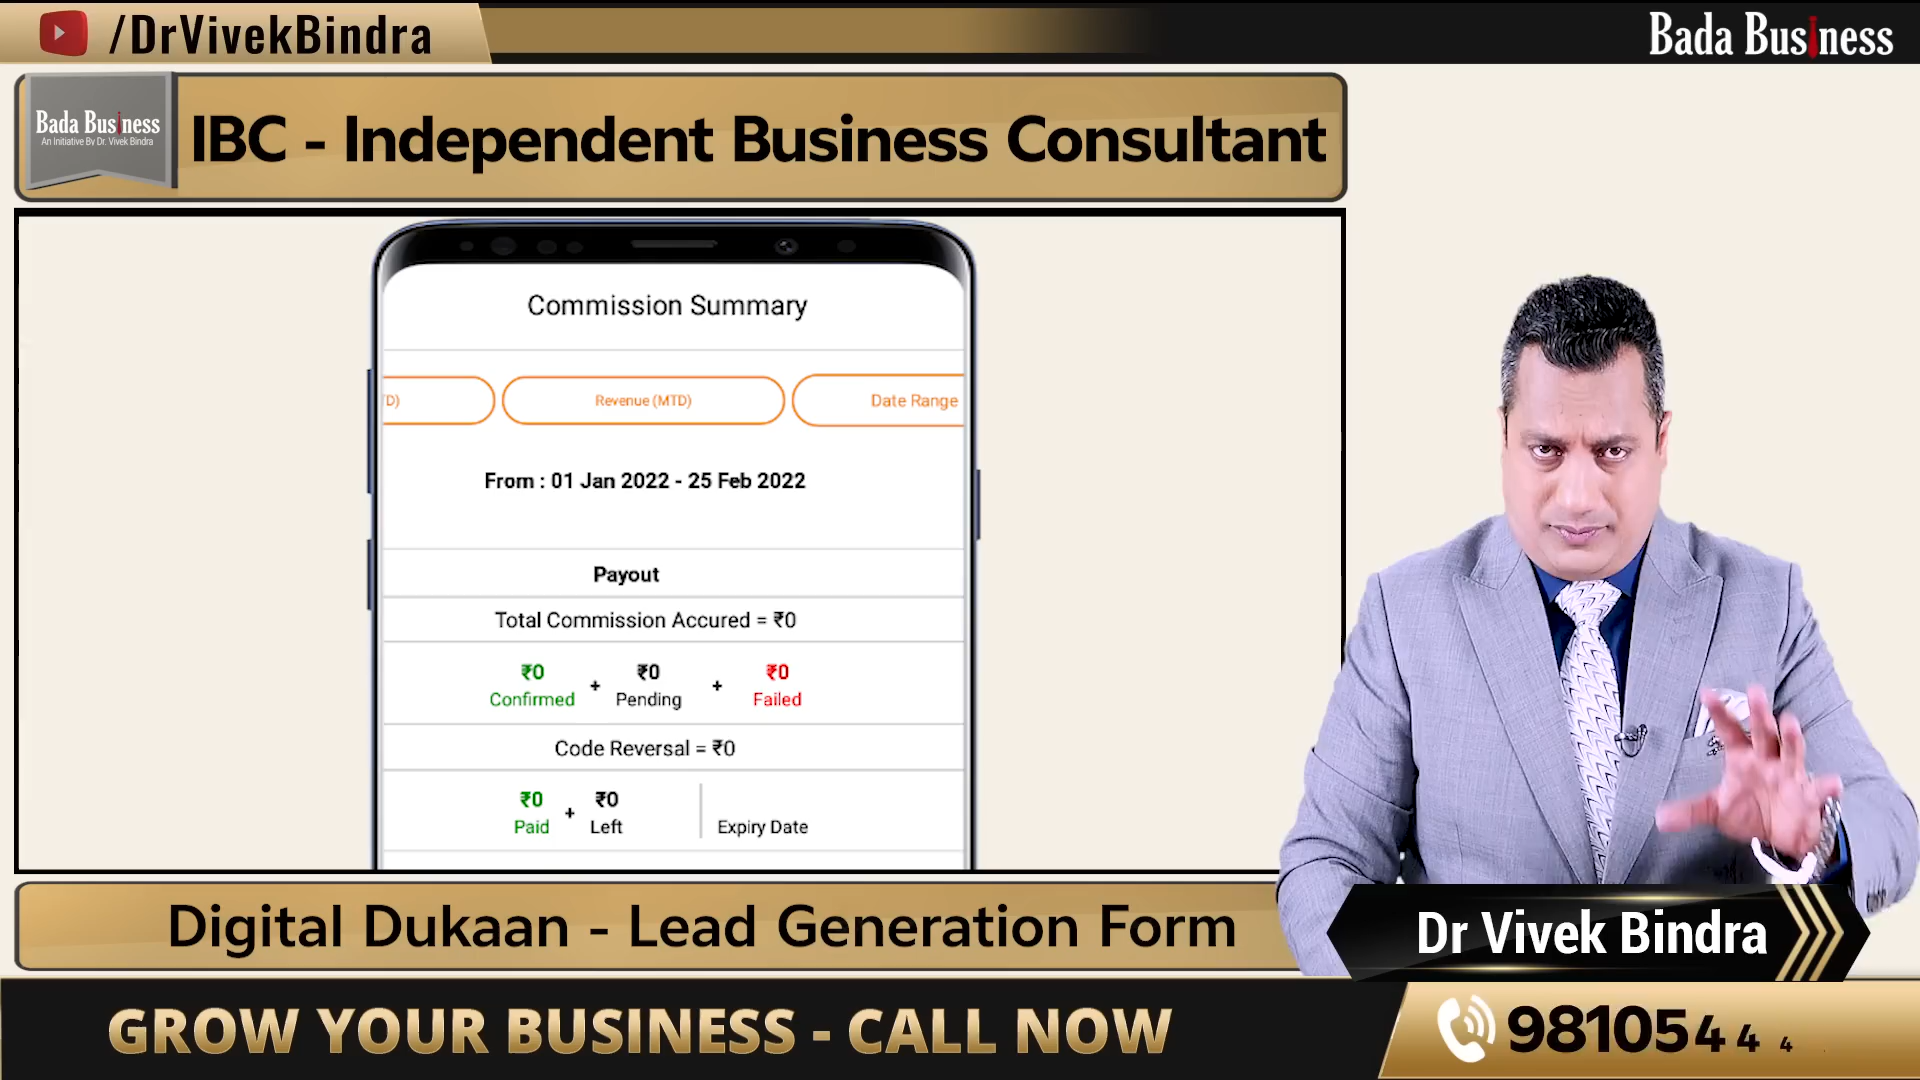 /DrVivekBindra
Bada Business
Bada Business
An Initiative By Dr. Vivek Bindra
IBC - Independent Business Consultant
Commission Summary
D)
Revenue (MTD)
Date Range
From : 01 Jan 2022 - 25 Feb 2022
Payout
Total Commission Accured = ₹0
₹0 + ₹0 + ₹0
Confirmed Pending Failed
Code Reversal = ₹0
₹0 + ₹0
Paid Left Expiry Date
Digital Dukaan - Lead Generation Form
Dr Vivek Bindra
GROW YOUR BUSINESS - CALL NOW
981054 4 4